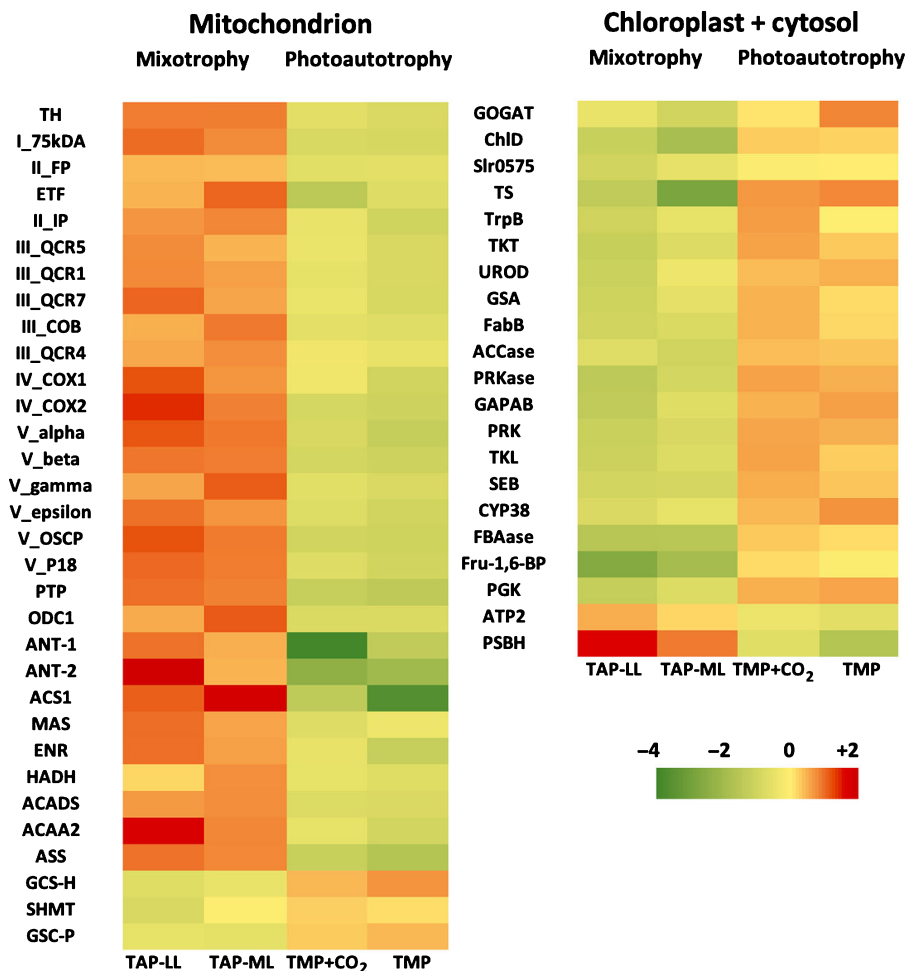 Mitochondrion
Mixotrophy Photoautotrophy
TH
I_75kDA
II_FP
ETF
II_IP
III_QCR5
III_QCR1
III_QCR7
III_COB
III_QCR4
IV_COX1
IV_COX2
V_alpha
V_beta
V_gamma
V_epsilon
V_OSCP
V_P18
PTP
ODC1
ANT-1
ANT-2
ACS1
MAS
ENR
HADH
ACADS
ACAA2
ASS
GCS-H
SHMT
GSC-P
TAP-LL TAP-ML TMP+CO₂ TMP
Chloroplast + cytosol
Mixotrophy Photoautotrophy
GOGAT
ChlD
Slr0575
TS
TrpB
TKT
UROD
GSA
FabB
ACCase
PRKase
GAPAB
PRK
TKL
SEB
CYP38
FBAase
Fru-1,6-BP
PGK
ATP2
PSBH
TAP-LL TAP-ML TMP+CO₂ TMP
−4 −2 0 +2